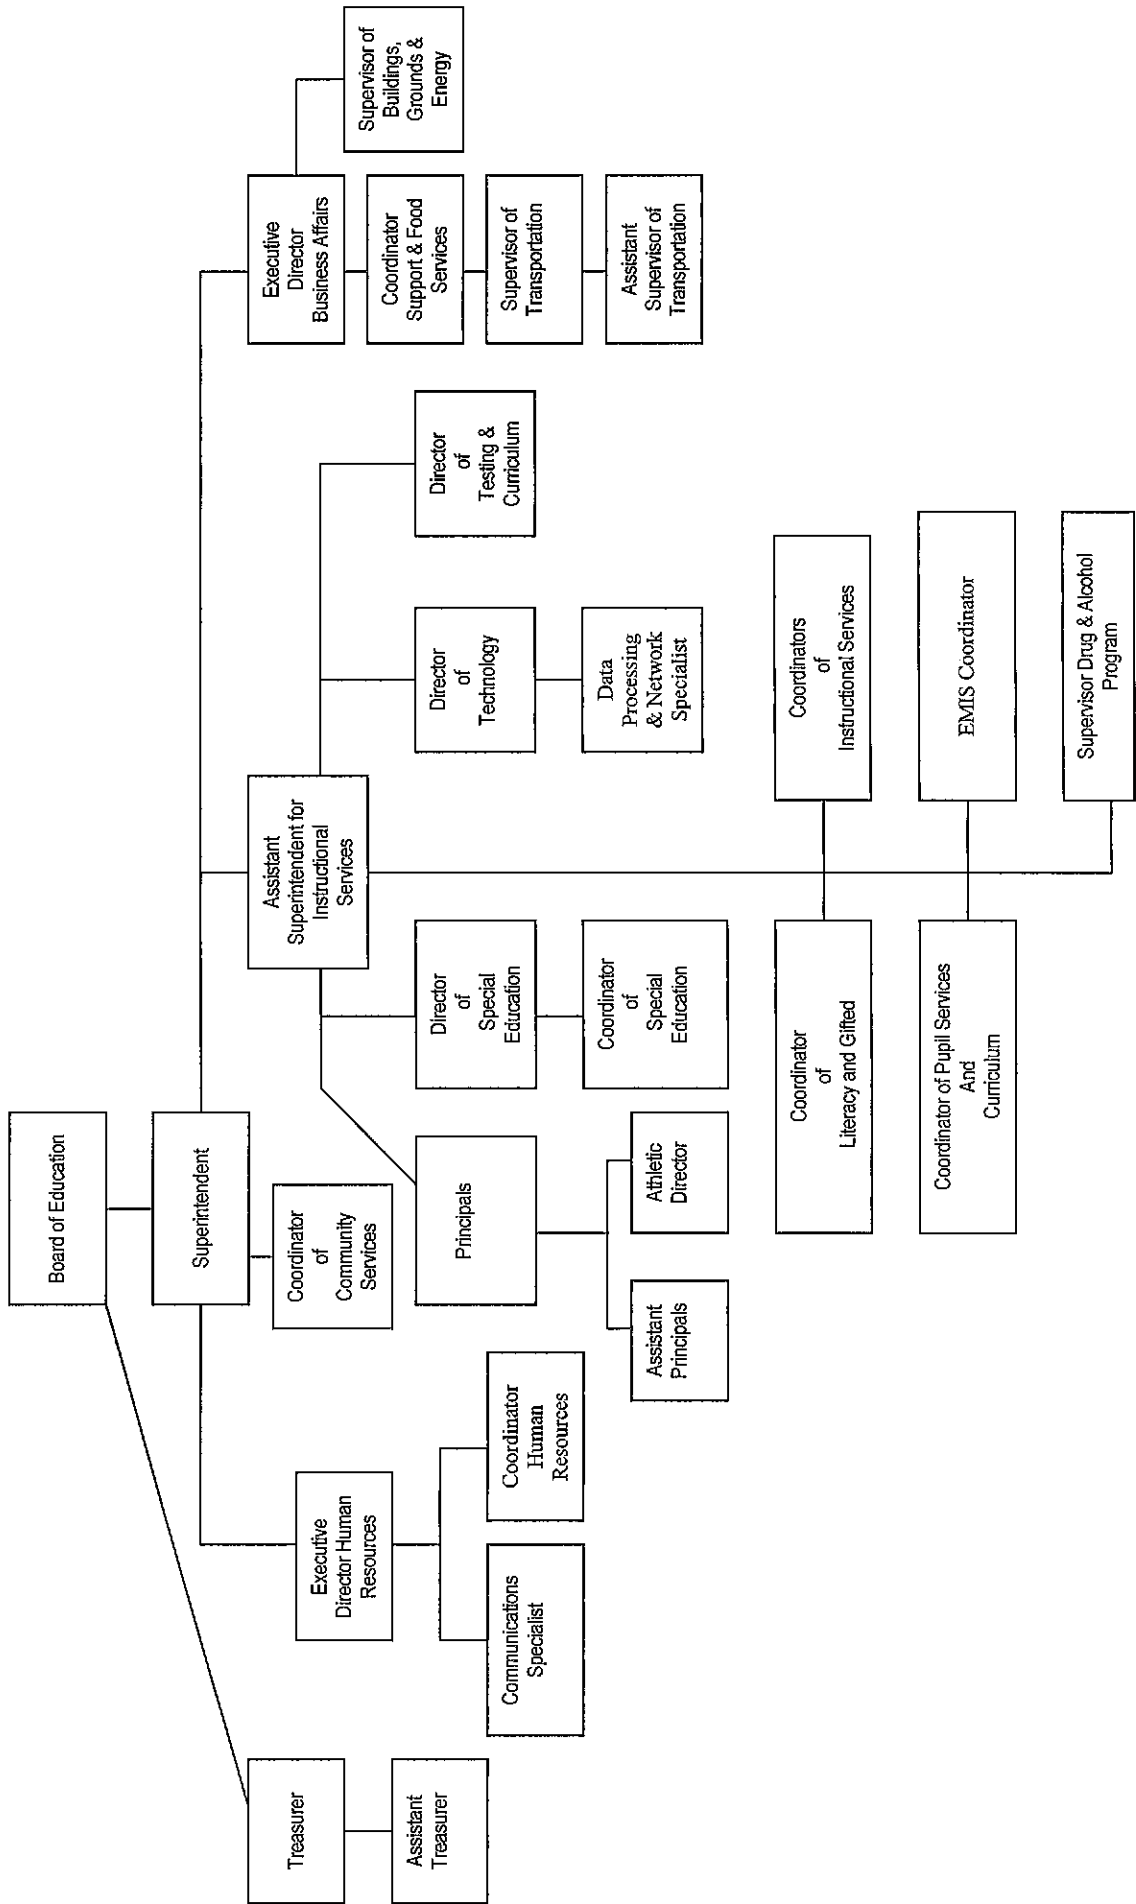 Board of Education
Superintendent
Treasurer
Assistant
Treasurer
Executive
Director Human
Resources
Communications
Specialist
Coordinator
Human
Resources
Coordinator
of
Community
Services
Assistant
Superintendent for
Instructional
Services
Executive
Director
Business Affairs
Supervisor of
Buildings,
Grounds &
Energy
Coordinator
Support & Food
Services
Supervisor of
Transportation
Assistant
Supervisor of
Transportation
Principals
Assistant
Principals
Athletic
Director
Director
of
Special
Education
Coordinator
of
Special
Education
Director
of
Technology
Data
Processing
& Network
Specialist
Director
of
Testing &
Curriculum
Coordinator
of
Literacy and Gifted
Coordinators
of
Instructional Services
Coordinator of Pupil Services
And
Curriculum
EMIS Coordinator
Supervisor Drug & Alcohol
Program